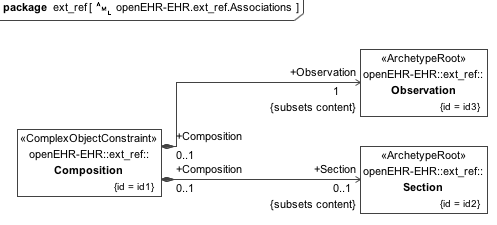 package ext_ref [ AML openEHR-EHR.ext_ref.Associations ]
«ArchetypeRoot»
openEHR-EHR::ext_ref::
Observation
{id = id3}
+Observation
1
{subsets content}
«ComplexObjectConstraint»
openEHR-EHR::ext_ref::
Composition
{id = id1}
+Composition
0..1
+Composition
0..1
+Section
0..1
{subsets content}
«ArchetypeRoot»
openEHR-EHR::ext_ref::
Section
{id = id2}